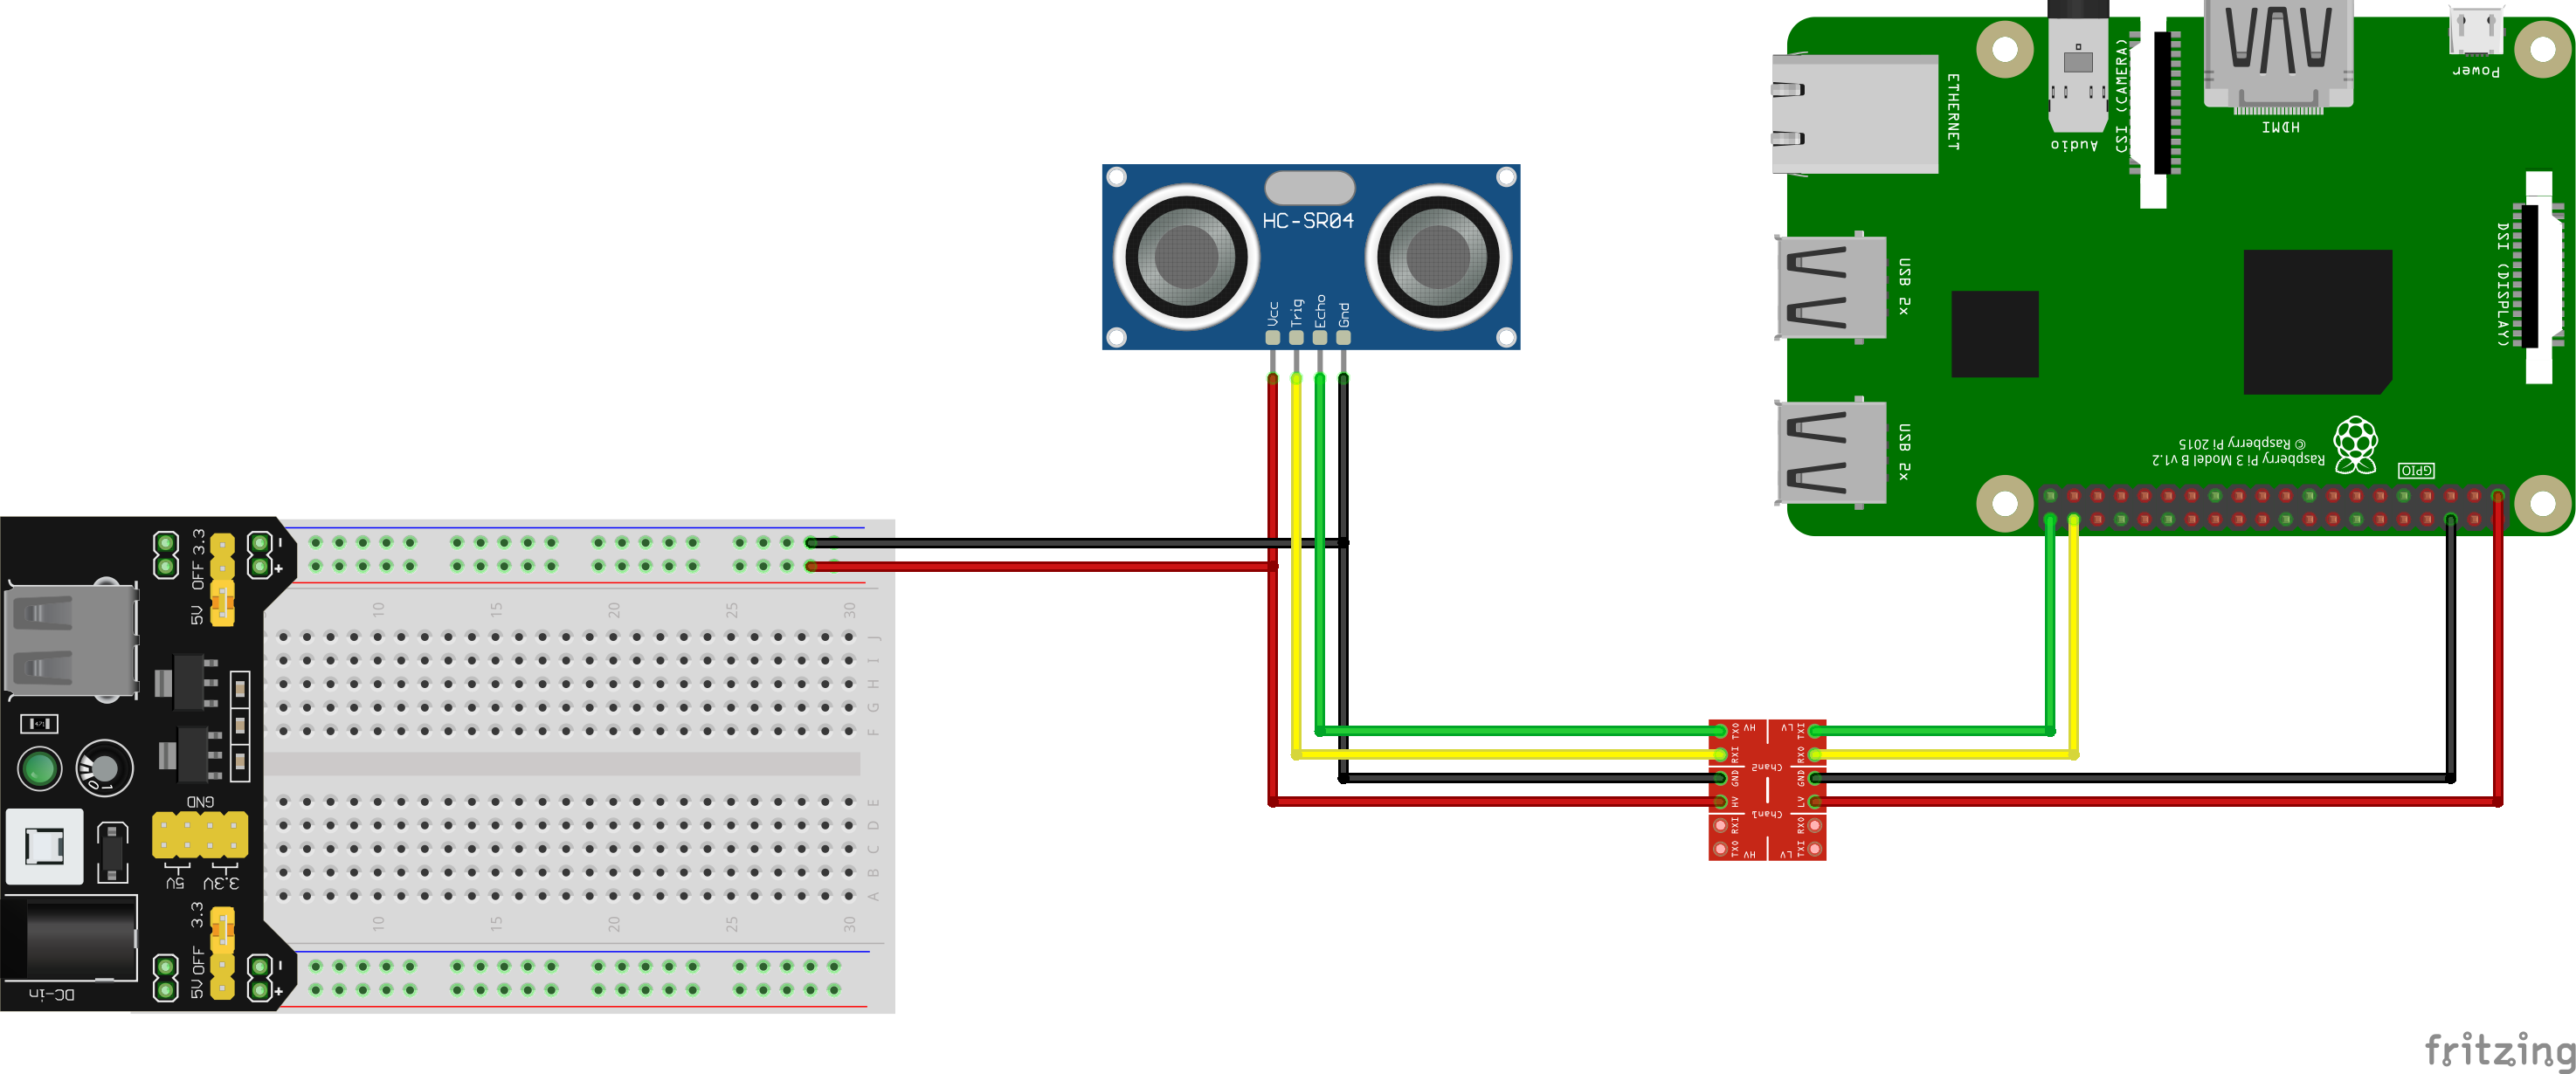 HC-SR04
Vcc
Trig
Echo
Gnd
ETHERNET
Audio
CSI (CAMERA)
HDMI
Power
DSI (DISPLAY)
USB 2x
USB 2x
© Raspberry Pi 2015
Raspberry Pi 3 Model B v1.2
GPIO
3.3
OFF
5V
-
+
10
15
20
25
30
J
I
H
G
F
GND
5V
3.3V
E
D
C
B
A
10
15
20
25
30
3.3
OFF
5V
-
+
DC-in
10
TXO
HV
LV
TXI
RXI
RXO
Chan2
GND
GND
HV
LV
Chan1
RXI
RXO
TXO
HV
LV
TXI
fritzing